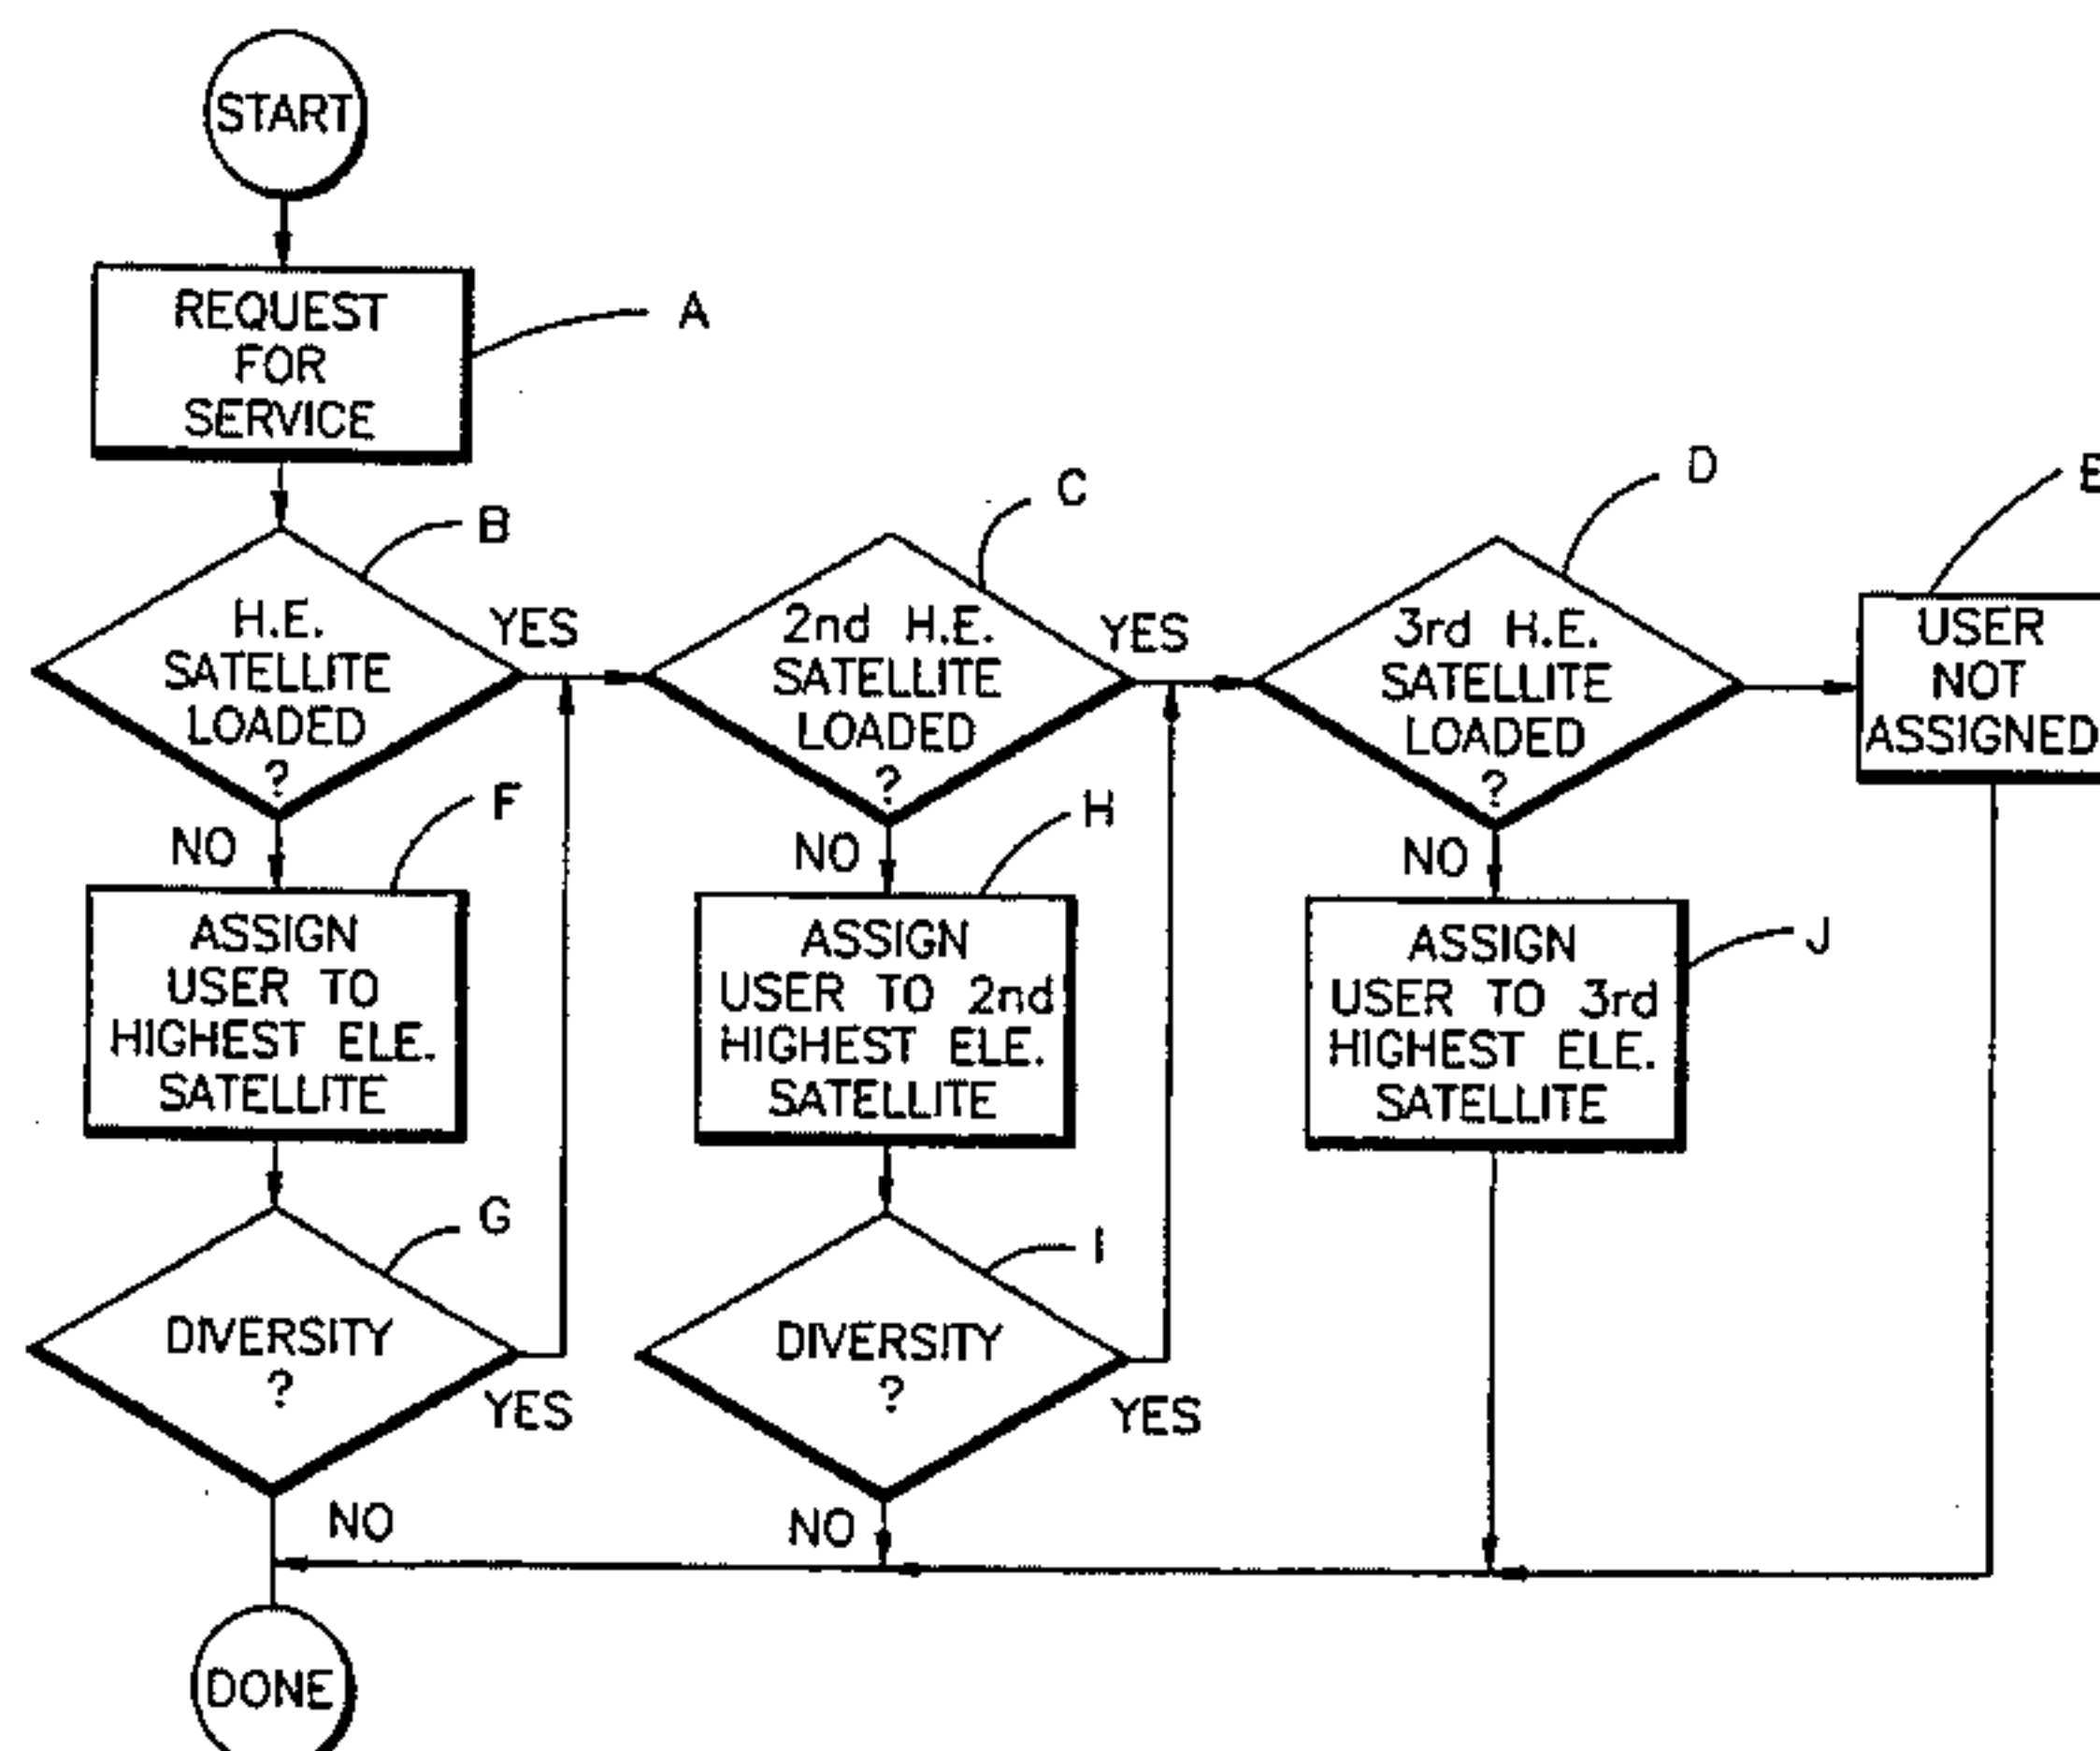 START
REQUEST
FOR
SERVICE
A
B
H.E.
SATELLITE
LOADED
?
YES
NO
C
2nd H.E.
SATELLITE
LOADED
?
YES
NO
D
3rd H.E.
SATELLITE
LOADED
?
NO
E
USER
NOT
ASSIGNED
F
ASSIGN
USER TO
HIGHEST ELE.
SATELLITE
H
ASSIGN
USER TO 2nd
HIGHEST ELE.
SATELLITE
J
ASSIGN
USER TO 3rd
HIGHEST ELE.
SATELLITE
G
DIVERSITY
?
YES
NO
I
DIVERSITY
?
YES
NO
DONE